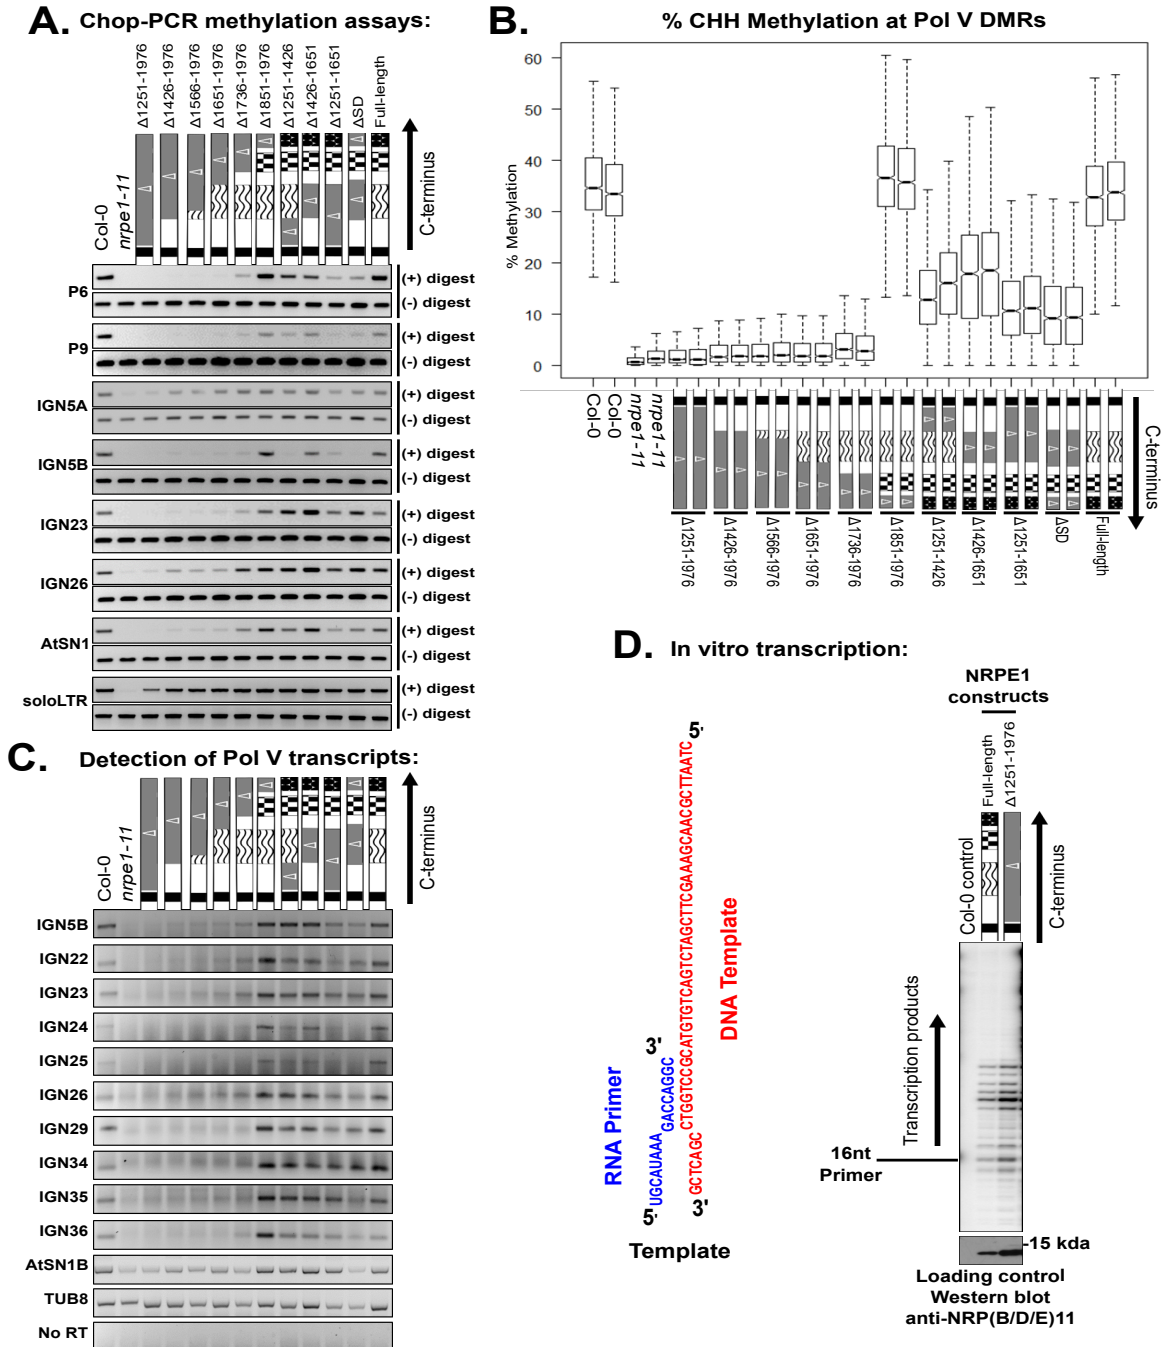 A. Chop-PCR methylation assays:
Col-0
nrpe1-11
Δ1251-1976
Δ1426-1976
Δ1566-1976
Δ1651-1976
Δ1736-1976
Δ1851-1976
Δ1251-1426
Δ1426-1651
Δ1251-1651
ΔSD
Full-length
C-terminus
P6
(+) digest
(-) digest
P9
(+) digest
(-) digest
IGN5A
(+) digest
(-) digest
IGN5B
(+) digest
(-) digest
IGN23
(+) digest
(-) digest
IGN26
(+) digest
(-) digest
AtSN1
(+) digest
(-) digest
soloLTR
(+) digest
(-) digest
B. % CHH Methylation at Pol V DMRs
% Methylation
60
50
40
30
20
10
0
Col-0
Col-0
nrpe1-11
nrpe1-11
Δ1251-1976
Δ1426-1976
Δ1566-1976
Δ1651-1976
Δ1736-1976
Δ1851-1976
Δ1251-1426
Δ1426-1651
Δ1251-1651
ΔSD
Full-length
C-terminus
C. Detection of Pol V transcripts:
Col-0
nrpe1-11
C-terminus
IGN5B
IGN22
IGN23
IGN24
IGN25
IGN26
IGN29
IGN34
IGN35
IGN36
AtSN1B
TUB8
No RT
D. In vitro transcription:
5'
GCTCAGC CTGGTCCGCATGTGTCAGTCTAGCTTCGAAAGCAACGCTTAATC
DNA Template
3'
RNA Primer
3'
UGCAUAAA GACCAGGC
5'
Template
NRPE1
constructs
Col-0 control
Full-length
Δ1251-1976
C-terminus
Transcription products
16nt
Primer
-15 kda
Loading control
Western blot
anti-NRP(B/D/E)11